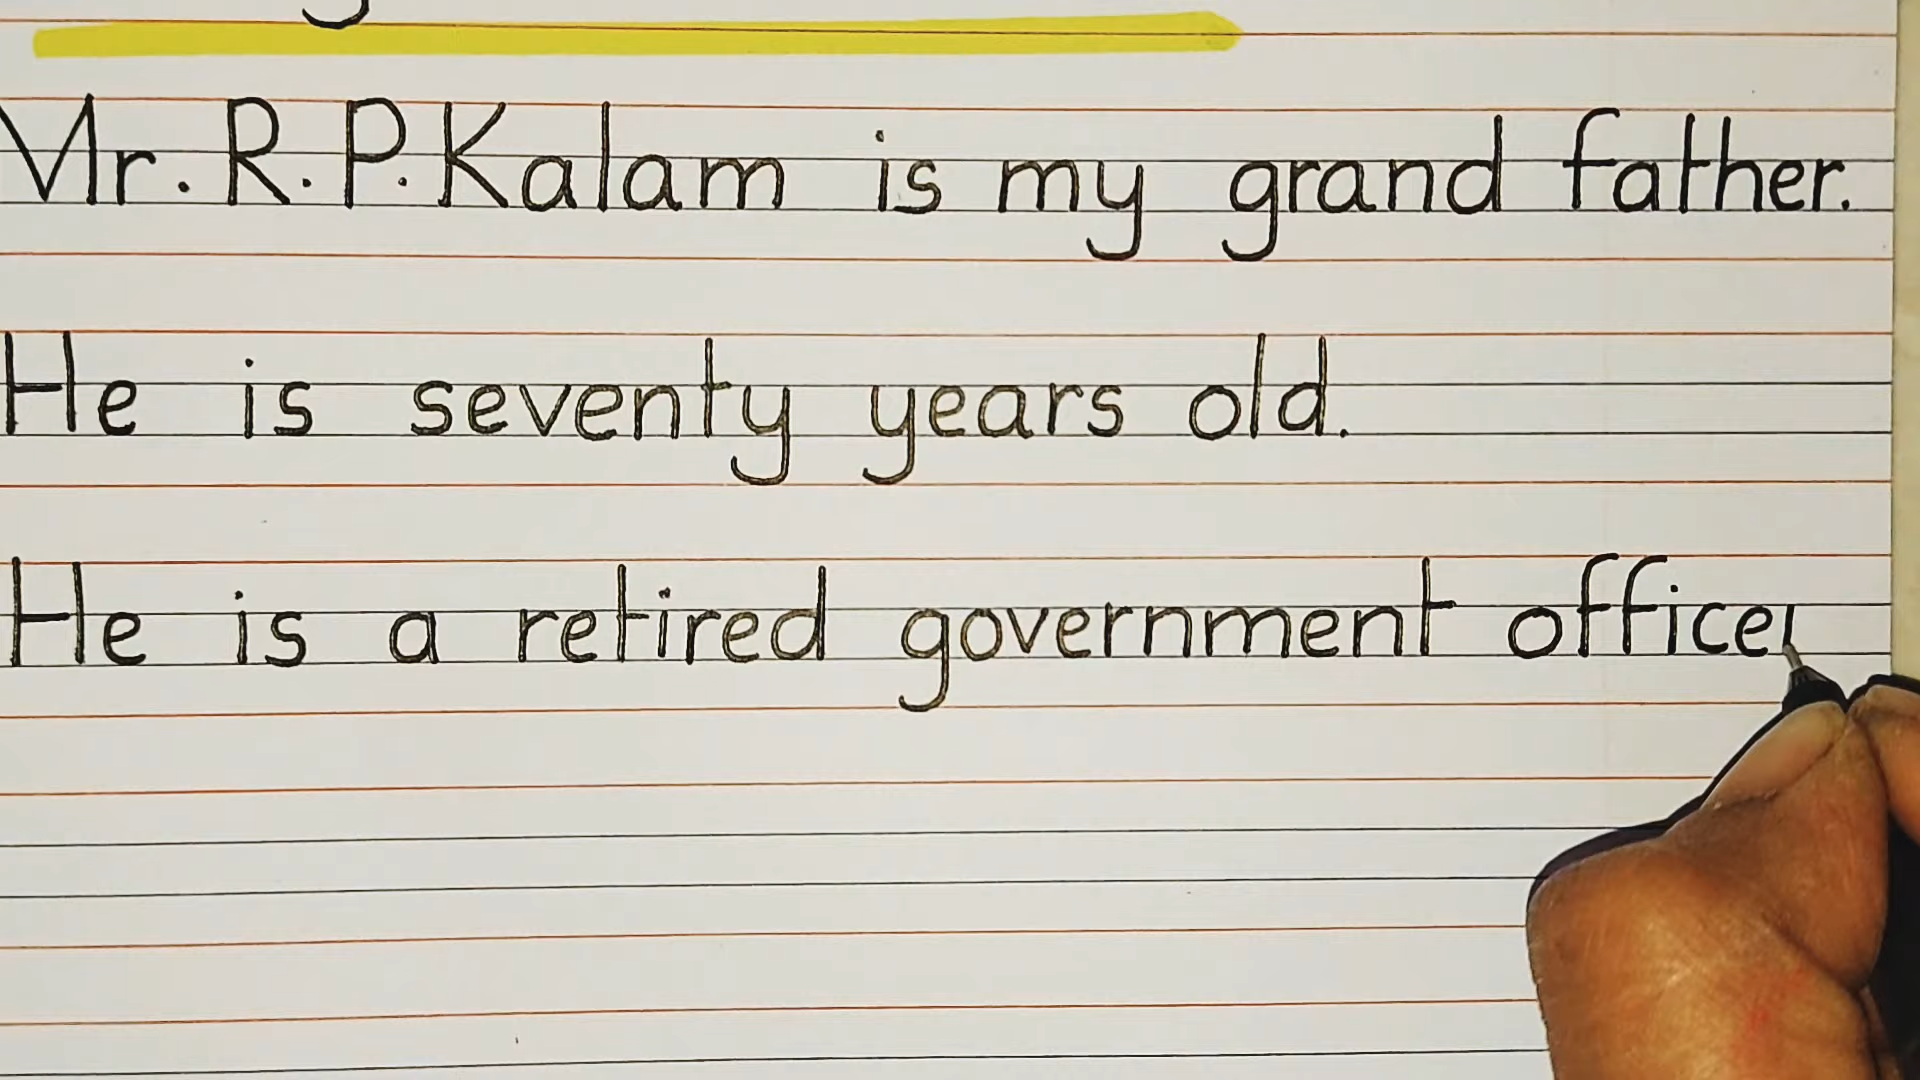 Mr. R.P.Kalam is my grand father.
He is seventy years old.
He is a retired government officer